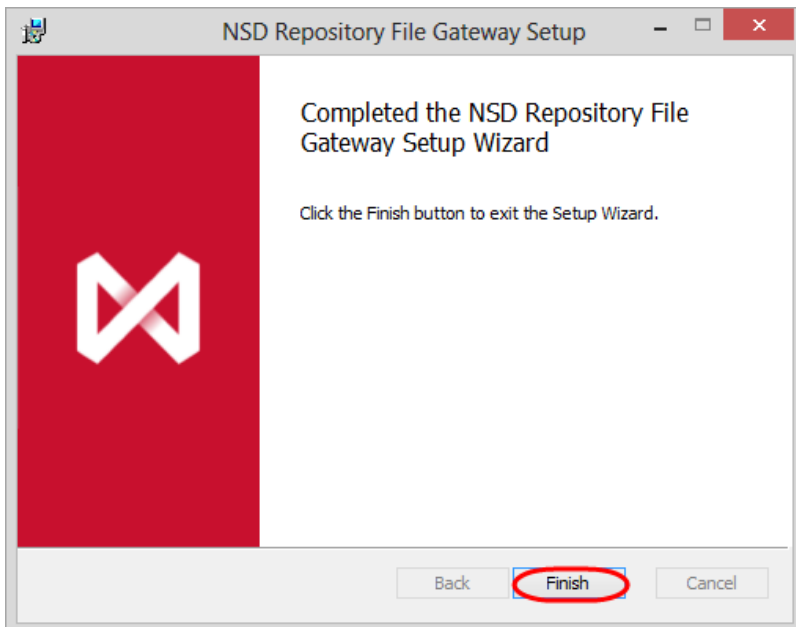 NSD Repository File Gateway Setup
Completed the NSD Repository File
Gateway Setup Wizard
Click the Finish button to exit the Setup Wizard.
Back Finish Cancel